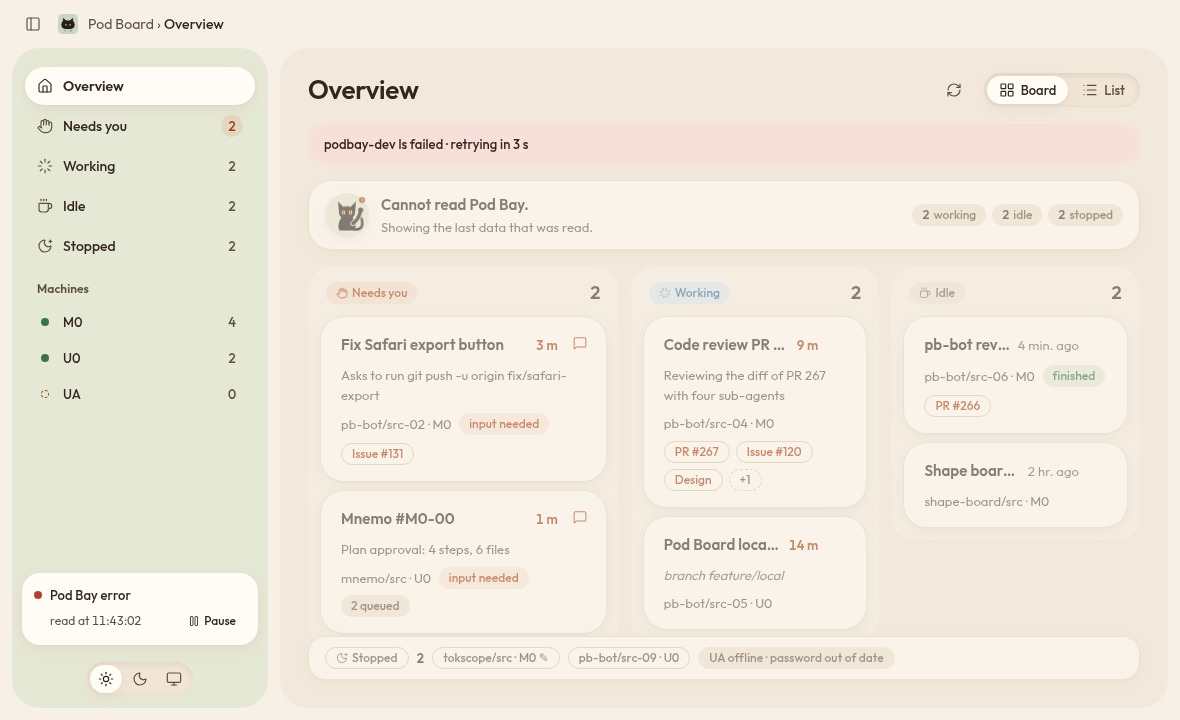 Pod Board › Overview
Overview
Needs you 2
Working 2
Idle 2
Stopped 2
Machines
M0 4
U0 2
UA 0
Pod Bay error
read at 11:43:02 Pause
Overview
Board List
podbay-dev ls failed · retrying in 3 s
Cannot read Pod Bay.
Showing the last data that was read.
2 working 2 idle 2 stopped
Needs you 2
Fix Safari export button 3 m
Asks to run git push -u origin fix/safari-
export
pb-bot/src-02 · M0 input needed
Issue #131
Mnemo #M0-00 1 m
Plan approval: 4 steps, 6 files
mnemo/src · U0 input needed
2 queued
Working 2
Code review PR ... 9 m
Reviewing the diff of PR 267
with four sub-agents
pb-bot/src-04 · M0
PR #267 Issue #120
Design +1
Pod Board loca... 14 m
branch feature/local
pb-bot/src-05 · U0
Idle 2
pb-bot rev... 4 min. ago
pb-bot/src-06 · M0 finished
PR #266
Shape boar... 2 hr. ago
shape-board/src · M0
Stopped 2 tokscope/src · M0 ✎ pb-bot/src-09 · U0 UA offline · password out of date